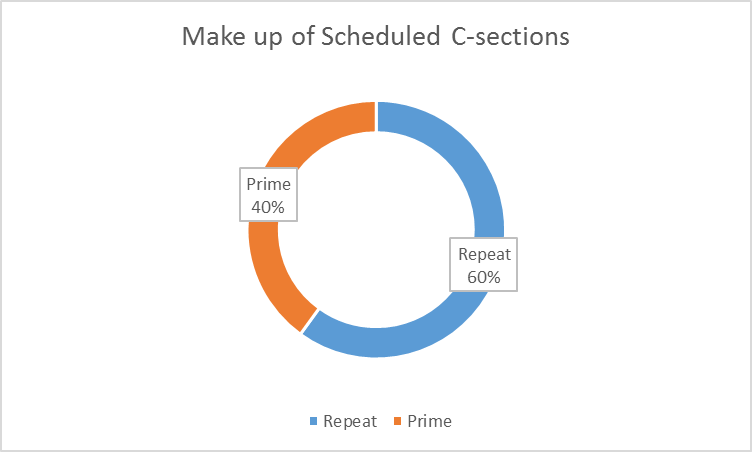 Make up of Scheduled C-sections
Prime
40%
Repeat
60%
Repeat Prime